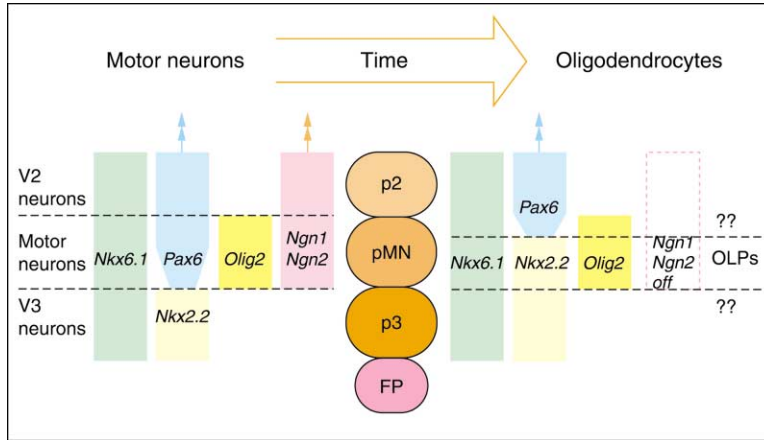 Motor neurons
Time
Oligodendrocytes
V2
neurons
Motor
neurons
V3
neurons
Nkx6.1
Pax6
Nkx2.2
Olig2
Ngn1
Ngn2
p2
pMN
p3
FP
Nkx6.1
Pax6
Nkx2.2
Olig2
Ngn1
Ngn2
off
??
OLPs
??